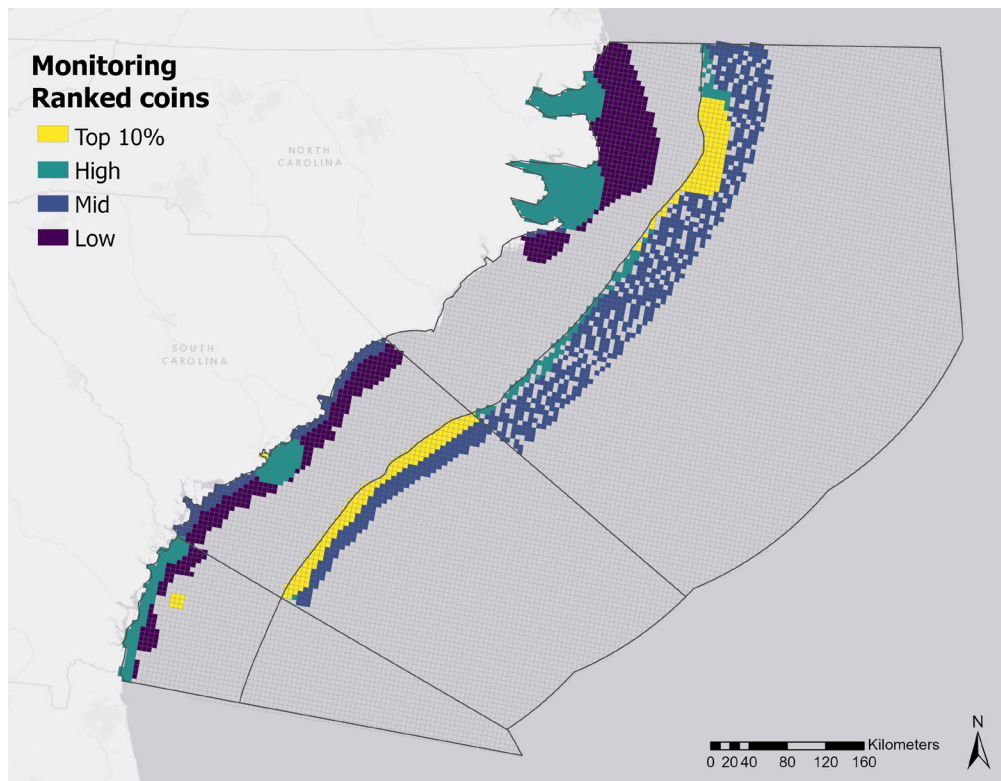 Monitoring
Ranked coins
Top 10%
High
Mid
Low
NORTH
CAROLINA
SOUTH
CAROLINA
N
Kilometers
0 20 40 80 120 160